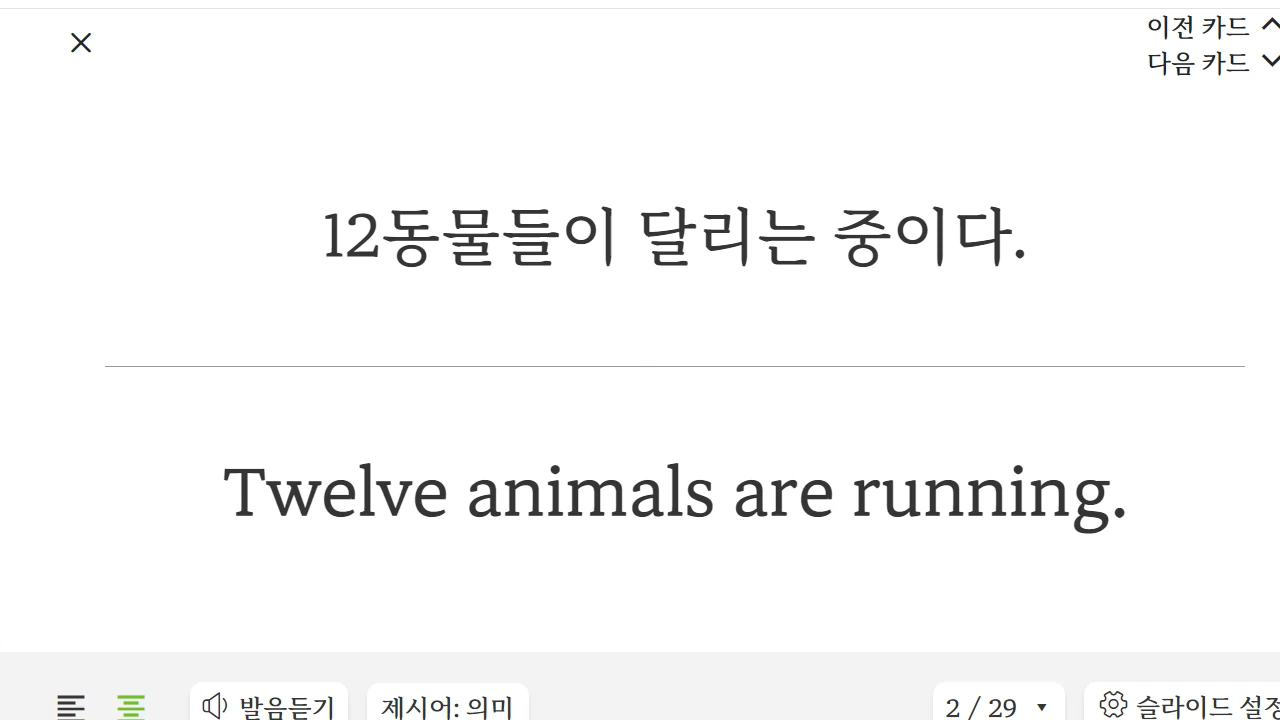 이전 카드
다음 카드
12동물들이 달리는 중이다.
Twelve animals are running.
발음듣기
제시어: 의미
2 / 29
슬라이드 설정